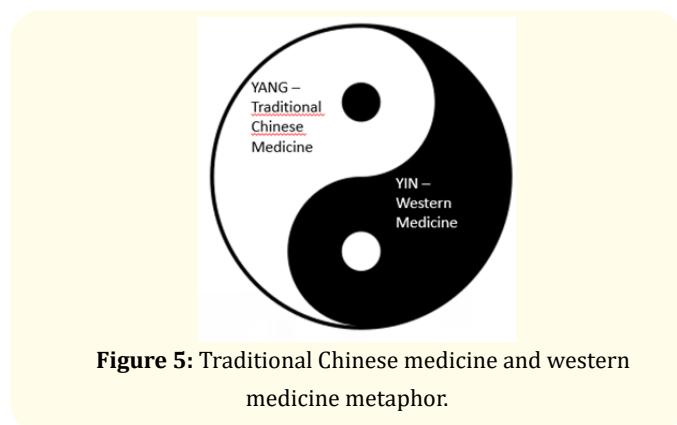 YANG –
Traditional
Chinese
Medicine
YIN –
Western
Medicine
Figure 5: Traditional Chinese medicine and western
medicine metaphor.